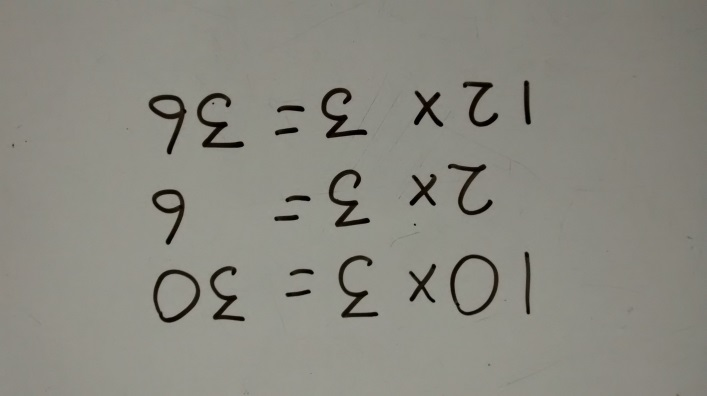 10 x 3 = 30
2 x 3 = 6
12 x 3 = 36